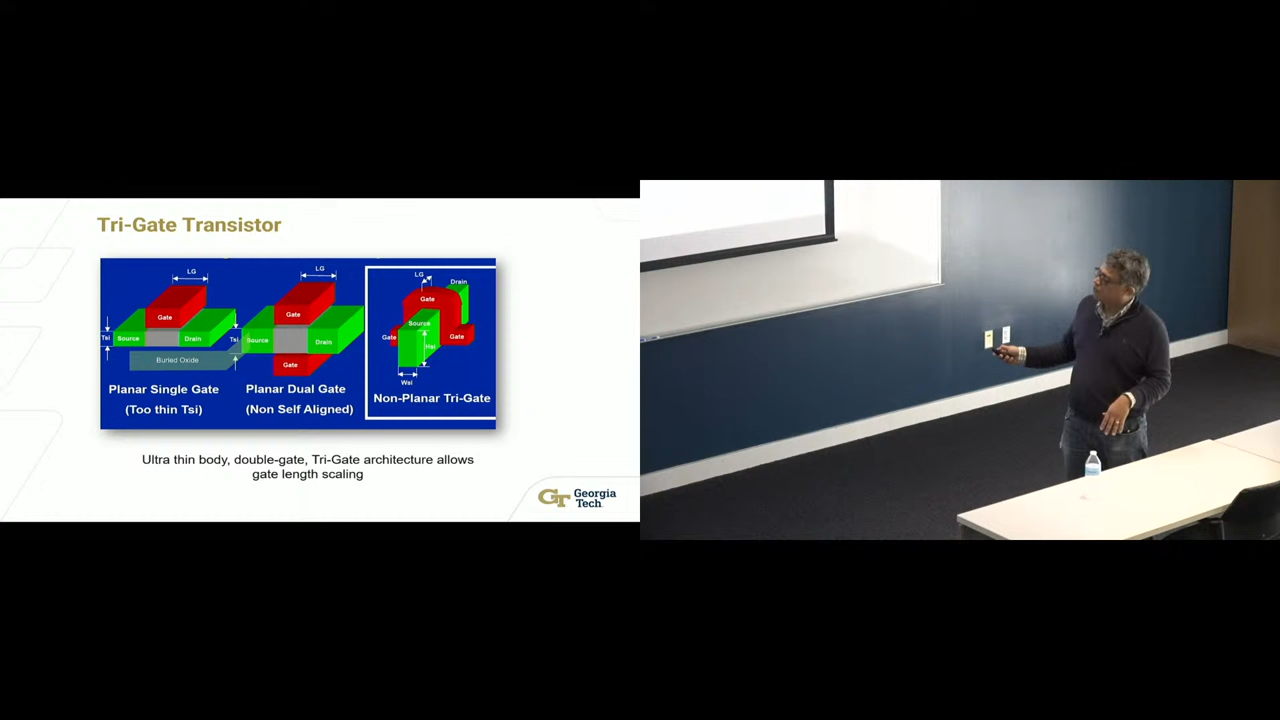 Tri-Gate Transistor
LG
Gate
Tsi
Source
Drain
Buried Oxide
Planar Single Gate
(Too thin Tsi)
LG
Gate
Tsi
Source
Drain
Gate
Planar Dual Gate
(Non Self Aligned)
LG
Drain
Gate
Source
Gate
Gate
Hsi
Wsi
Non-Planar Tri-Gate
Ultra thin body, double-gate, Tri-Gate architecture allows
gate length scaling
GT Georgia
Tech